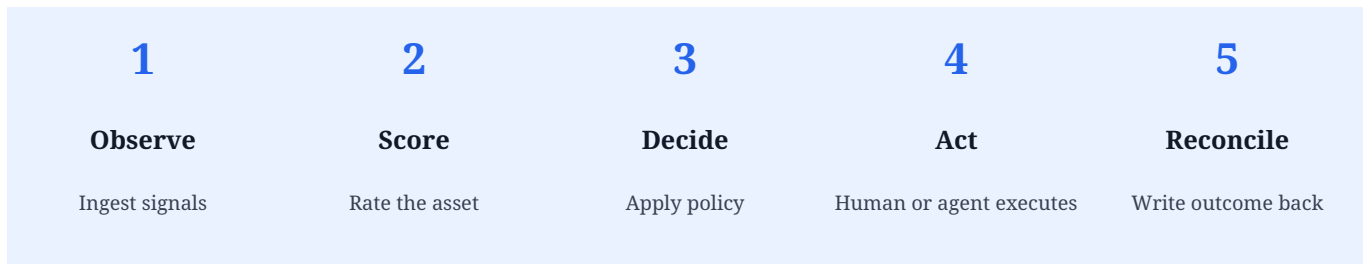 1
Observe
Ingest signals
2
Score
Rate the asset
3
Decide
Apply policy
4
Act
Human or agent executes
5
Reconcile
Write outcome back